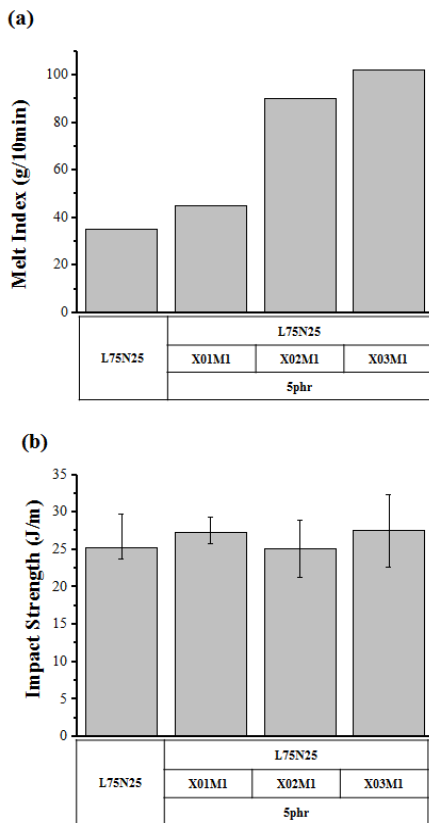 (a)
Melt Index (g/10min)
100
80
60
40
20
0
L75N25
L75N25
X01M1 X02M1 X03M1
5phr
(b)
Impact Strength (J/m)
35
30
25
20
15
10
5
0
L75N25
L75N25
X01M1 X02M1 X03M1
5phr